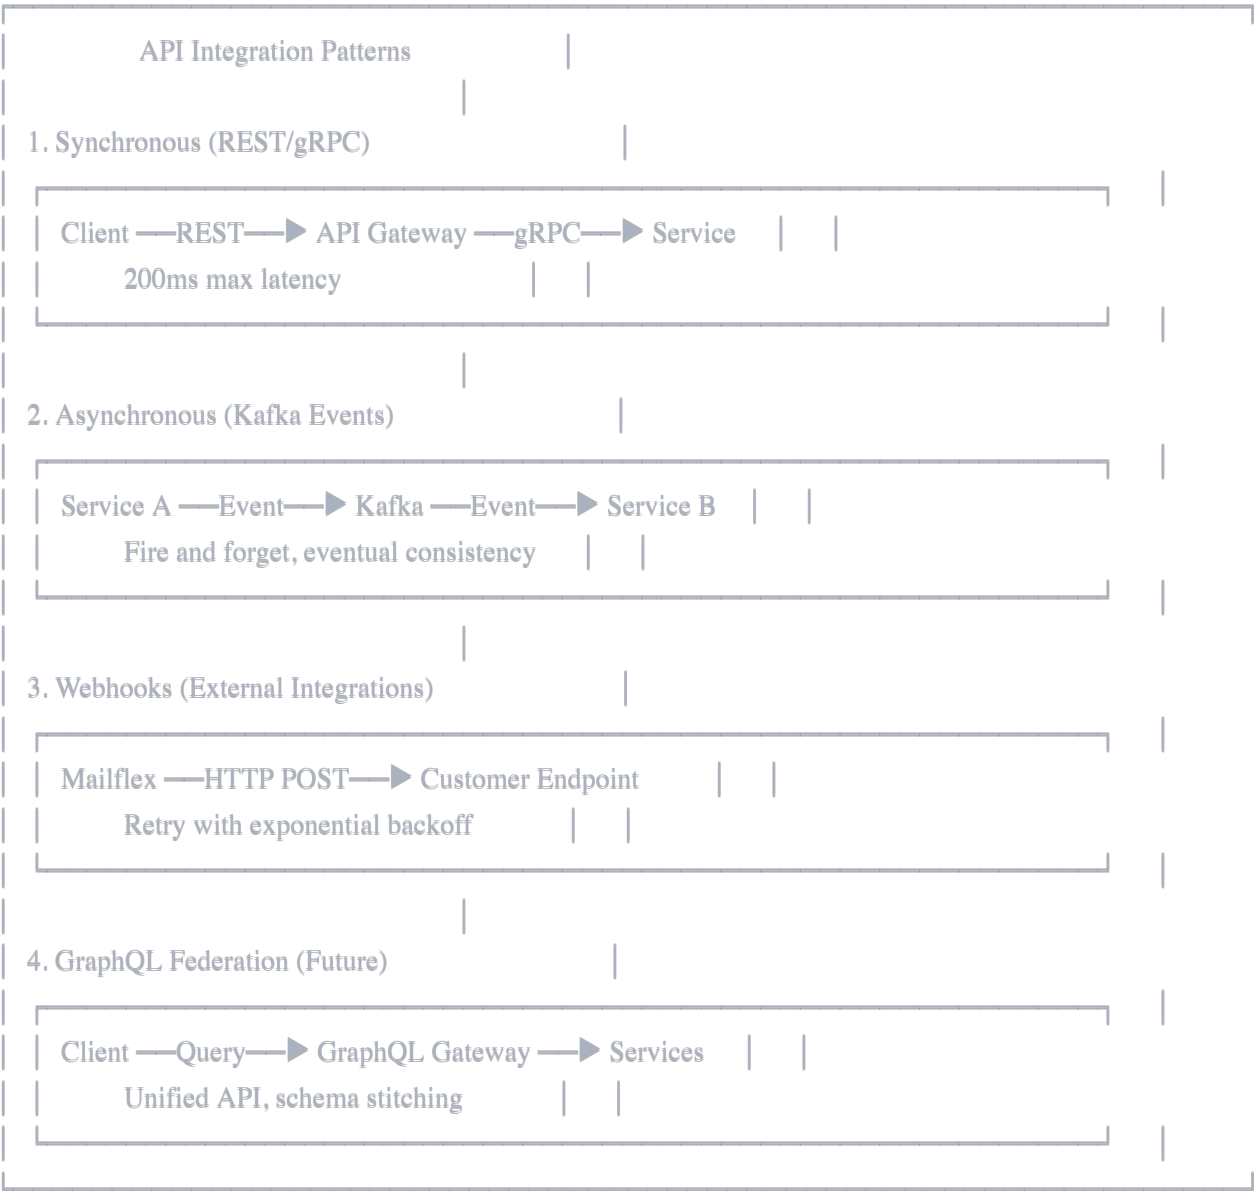 API Integration Patterns
1. Synchronous (REST/gRPC)
Client ──REST──▶ API Gateway ──gRPC──▶ Service
200ms max latency
2. Asynchronous (Kafka Events)
Service A ──Event──▶ Kafka ──Event──▶ Service B
Fire and forget, eventual consistency
3. Webhooks (External Integrations)
Mailflex ──HTTP POST──▶ Customer Endpoint
Retry with exponential backoff
4. GraphQL Federation (Future)
Client ──Query──▶ GraphQL Gateway ──▶ Services
Unified API, schema stitching